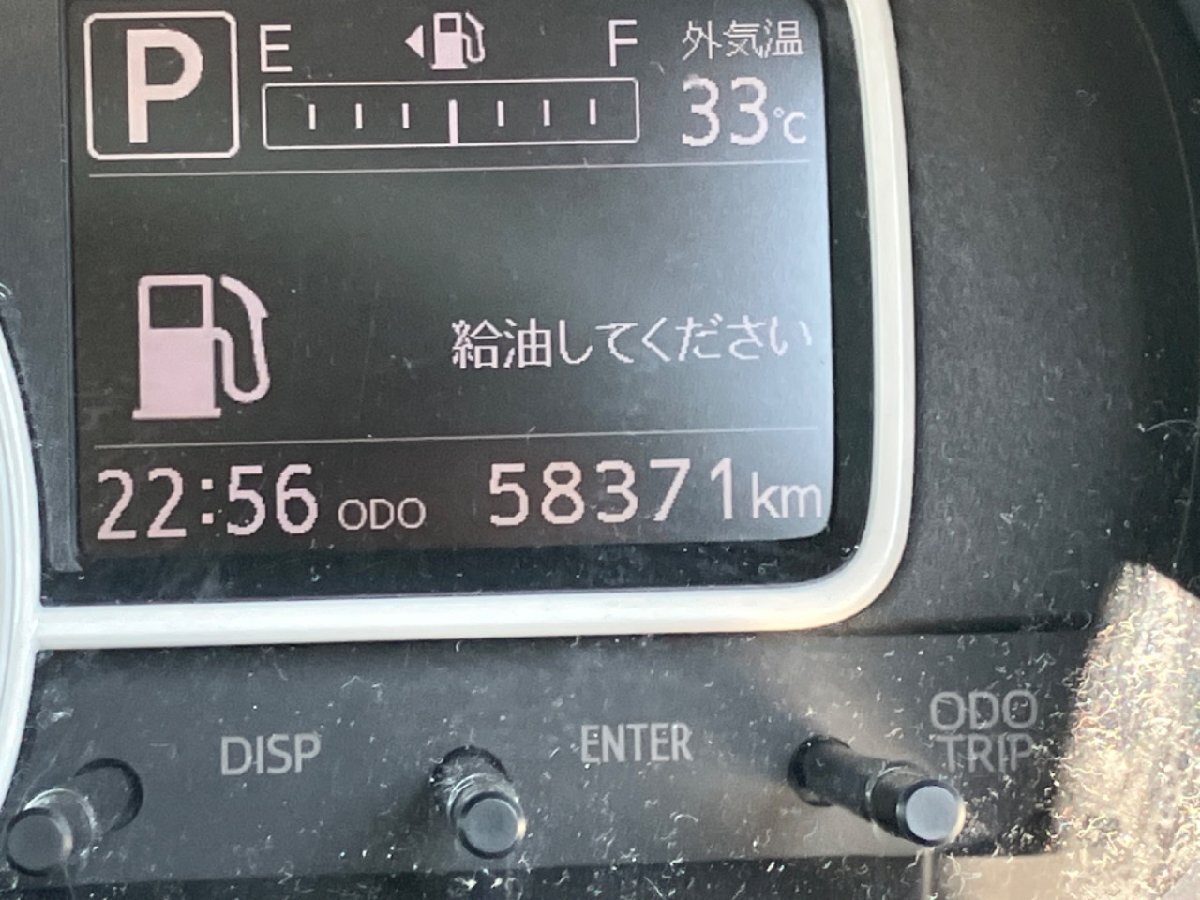 P E F 外気温
33℃
給油してください
22:56 ODO 58371km
DISP ENTER ODO
TRIP